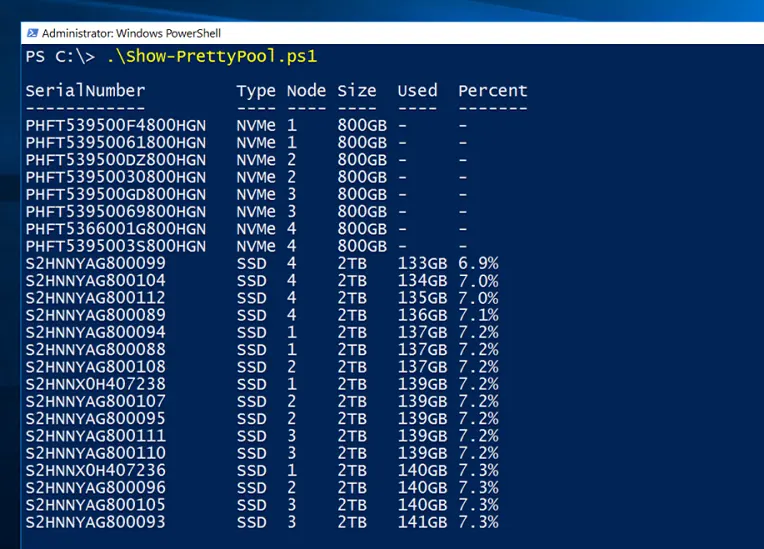 Administrator: Windows PowerShell
PS C:\> .\Show-PrettyPool.ps1
SerialNumber Type Node Size Used Percent
------------ ---- ---- ---- ---- -------
PHFT539500F4800HGN NVMe 1 800GB - -
PHFT53950061800HGN NVMe 1 800GB - -
PHFT539500DZ800HGN NVMe 2 800GB - -
PHFT53950030800HGN NVMe 2 800GB - -
PHFT539500GD800HGN NVMe 3 800GB - -
PHFT53950069800HGN NVMe 3 800GB - -
PHFT5366001G800HGN NVMe 4 800GB - -
PHFT5395003S800HGN NVMe 4 800GB - -
S2HNNYAG800099 SSD 4 2TB 133GB 6.9%
S2HNNYAG800104 SSD 4 2TB 134GB 7.0%
S2HNNYAG800112 SSD 4 2TB 135GB 7.0%
S2HNNYAG800089 SSD 4 2TB 136GB 7.1%
S2HNNYAG800094 SSD 1 2TB 137GB 7.2%
S2HNNYAG800088 SSD 1 2TB 137GB 7.2%
S2HNNYAG800108 SSD 2 2TB 137GB 7.2%
S2HNNX0H407238 SSD 1 2TB 139GB 7.2%
S2HNNYAG800107 SSD 2 2TB 139GB 7.2%
S2HNNYAG800095 SSD 2 2TB 139GB 7.2%
S2HNNYAG800111 SSD 3 2TB 139GB 7.2%
S2HNNYAG800110 SSD 3 2TB 139GB 7.2%
S2HNNX0H407236 SSD 1 2TB 140GB 7.3%
S2HNNYAG800096 SSD 2 2TB 140GB 7.3%
S2HNNYAG800105 SSD 3 2TB 140GB 7.3%
S2HNNYAG800093 SSD 3 2TB 141GB 7.3%